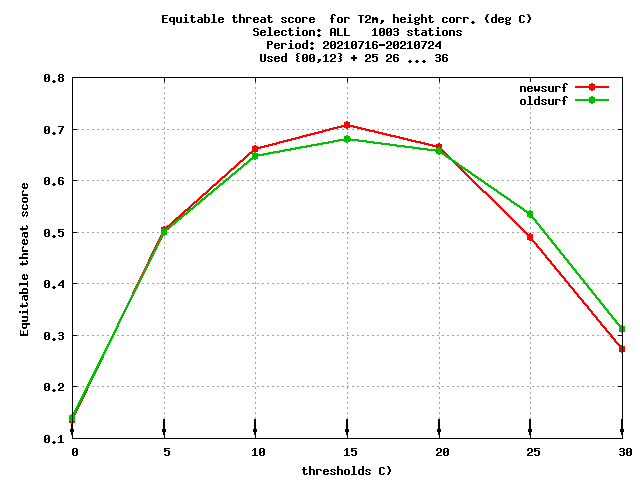 Equitable threat score  for T2m, height corr. (deg C)
Selection: ALL   1003 stations
Period: 20210716-20210724
Used {00,12} + 25 26 ... 36
newsurf
oldsurf
Equitable threat score
0.8
0.7
0.6
0.5
0.4
0.3
0.2
0.1
0 5 10 15 20 25 30
thresholds C)